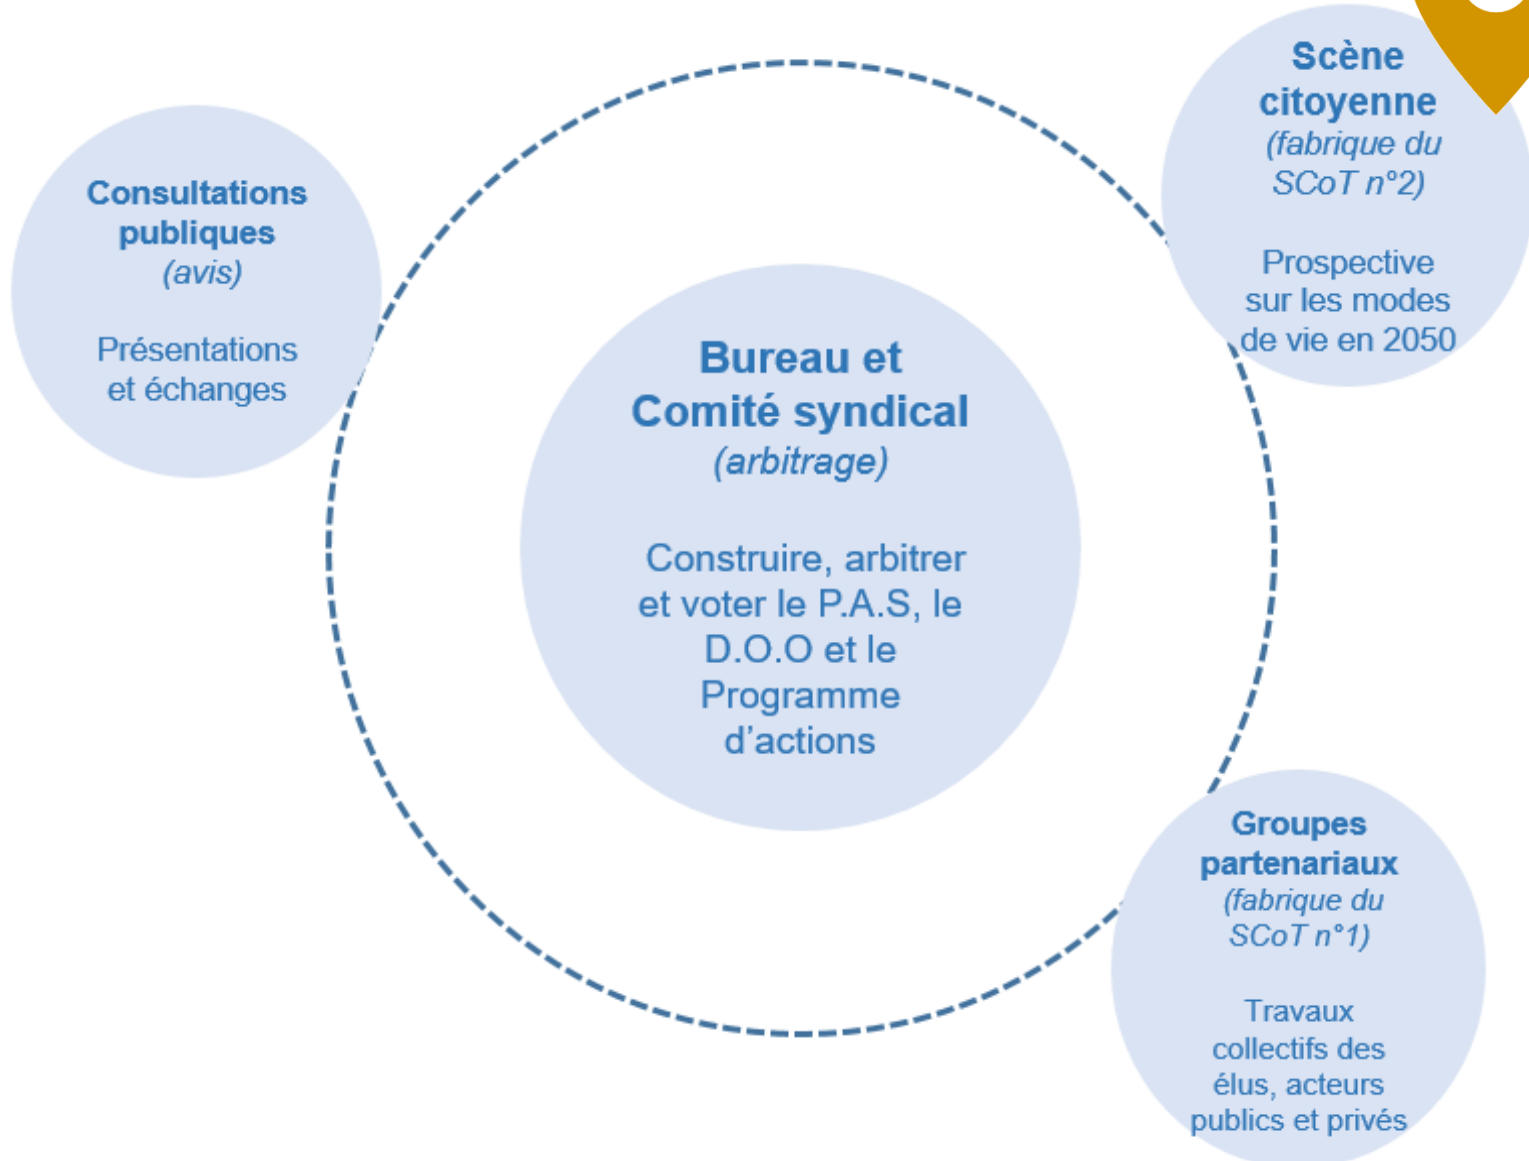 Consultations
publiques
(avis)
Présentations
et échanges
Bureau et
Comité syndical
(arbitrage)
Construire, arbitrer
et voter le P.A.S, le
D.O.O et le
Programme
d’actions
Scène
citoyenne
(fabrique du
SCoT n°2)
Prospective
sur les modes
de vie en 2050
Groupes
partenariaux
(fabrique du
SCoT n°1)
Travaux
collectifs des
élus, acteurs
publics et privés